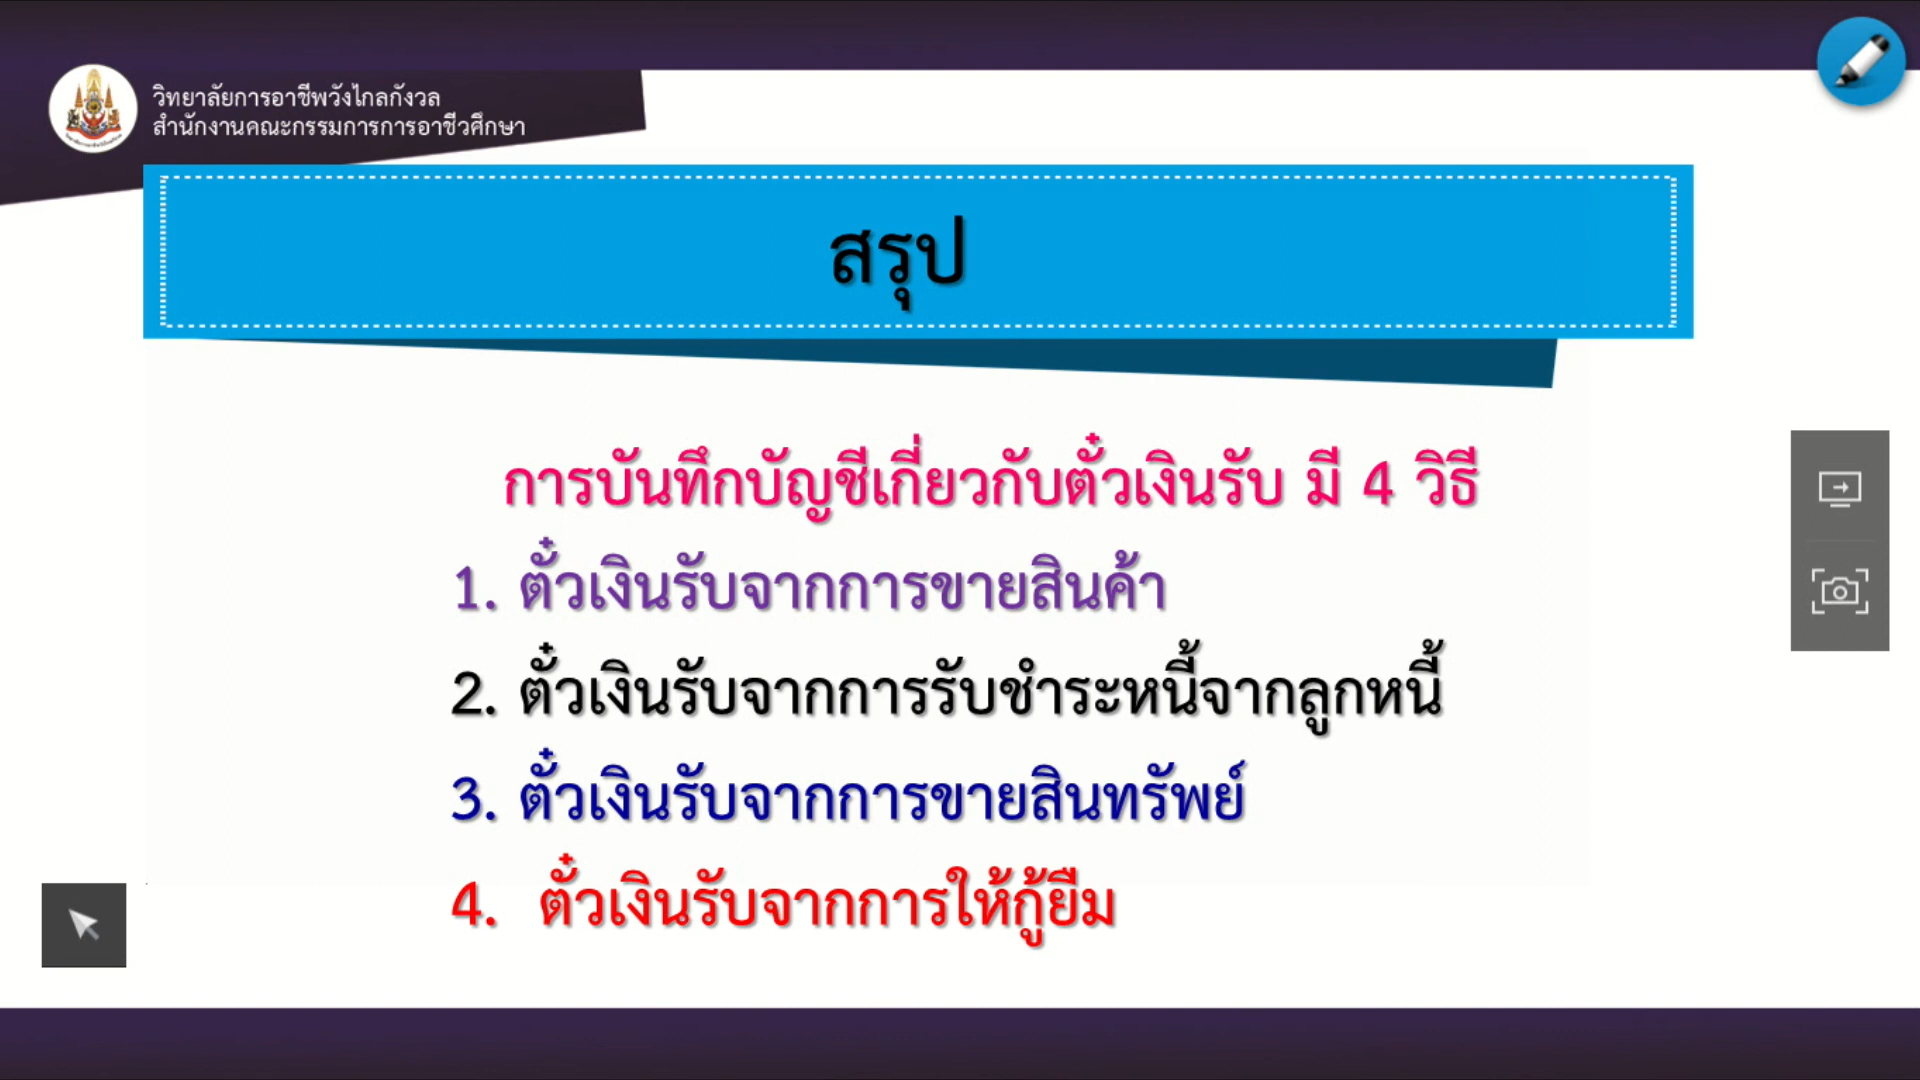 วิทยาลัยการอาชีพวังไกลกังวล
สำนักงานคณะกรรมการการอาชีวศึกษา
สรุป
การบันทึกบัญชีเกี่ยวกับตั๋วเงินรับ มี 4 วิธี
1. ตั๋วเงินรับจากการขายสินค้า
2. ตั๋วเงินรับจากการรับชำระหนี้จากลูกหนี้
3. ตั๋วเงินรับจากการขายสินทรัพย์
4. ตั๋วเงินรับจากการให้กู้ยืม